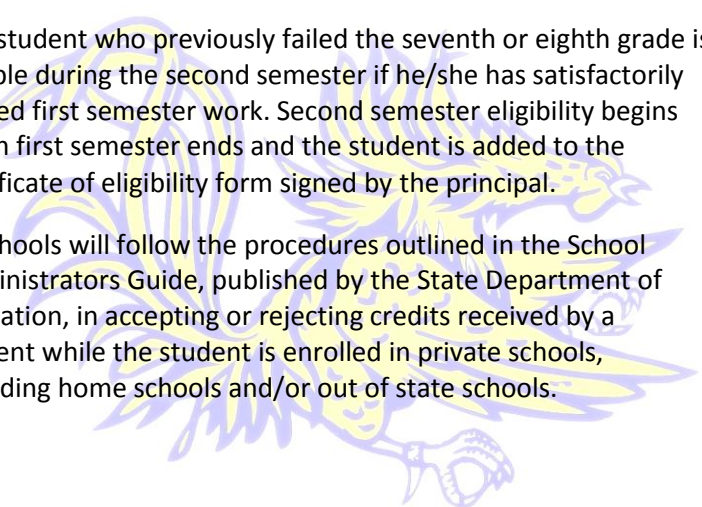 student who previously failed the seventh or eighth grade is
ble during the second semester if he/she has satisfactorily
ed first semester work. Second semester eligibility begins
n first semester ends and the student is added to the
ficate of eligibility form signed by the principal.
hools will follow the procedures outlined in the School
inistrators Guide, published by the State Department of
ation, in accepting or rejecting credits received by a
ent while the student is enrolled in private schools,
ding home schools and/or out of state schools.